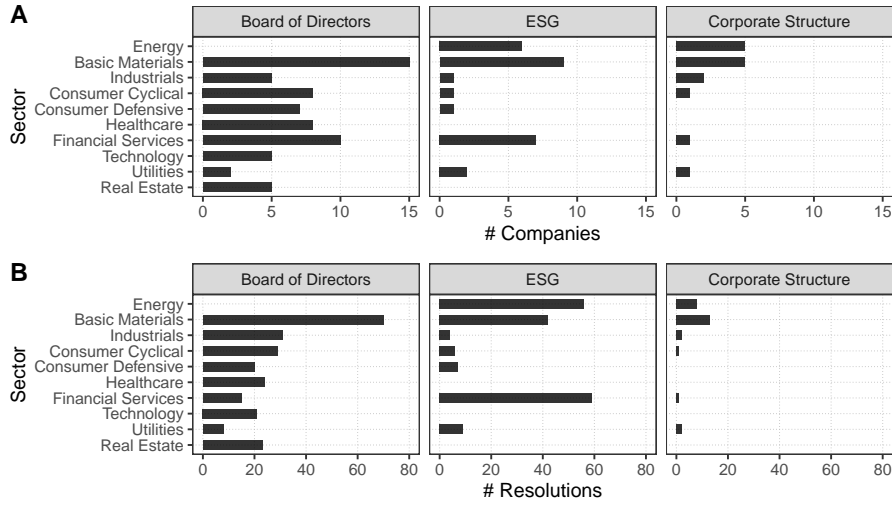 A
Board of Directors
ESG
Corporate Structure
Sector
Energy
Basic Materials
Industrials
Consumer Cyclical
Consumer Defensive
Healthcare
Financial Services
Technology
Utilities
Real Estate
0 5 10 15
0 5 10 15
0 5 10 15
# Companies
B
Board of Directors
ESG
Corporate Structure
Sector
Energy
Basic Materials
Industrials
Consumer Cyclical
Consumer Defensive
Healthcare
Financial Services
Technology
Utilities
Real Estate
0 20 40 60 80
0 20 40 60 80
0 20 40 60 80
# Resolutions